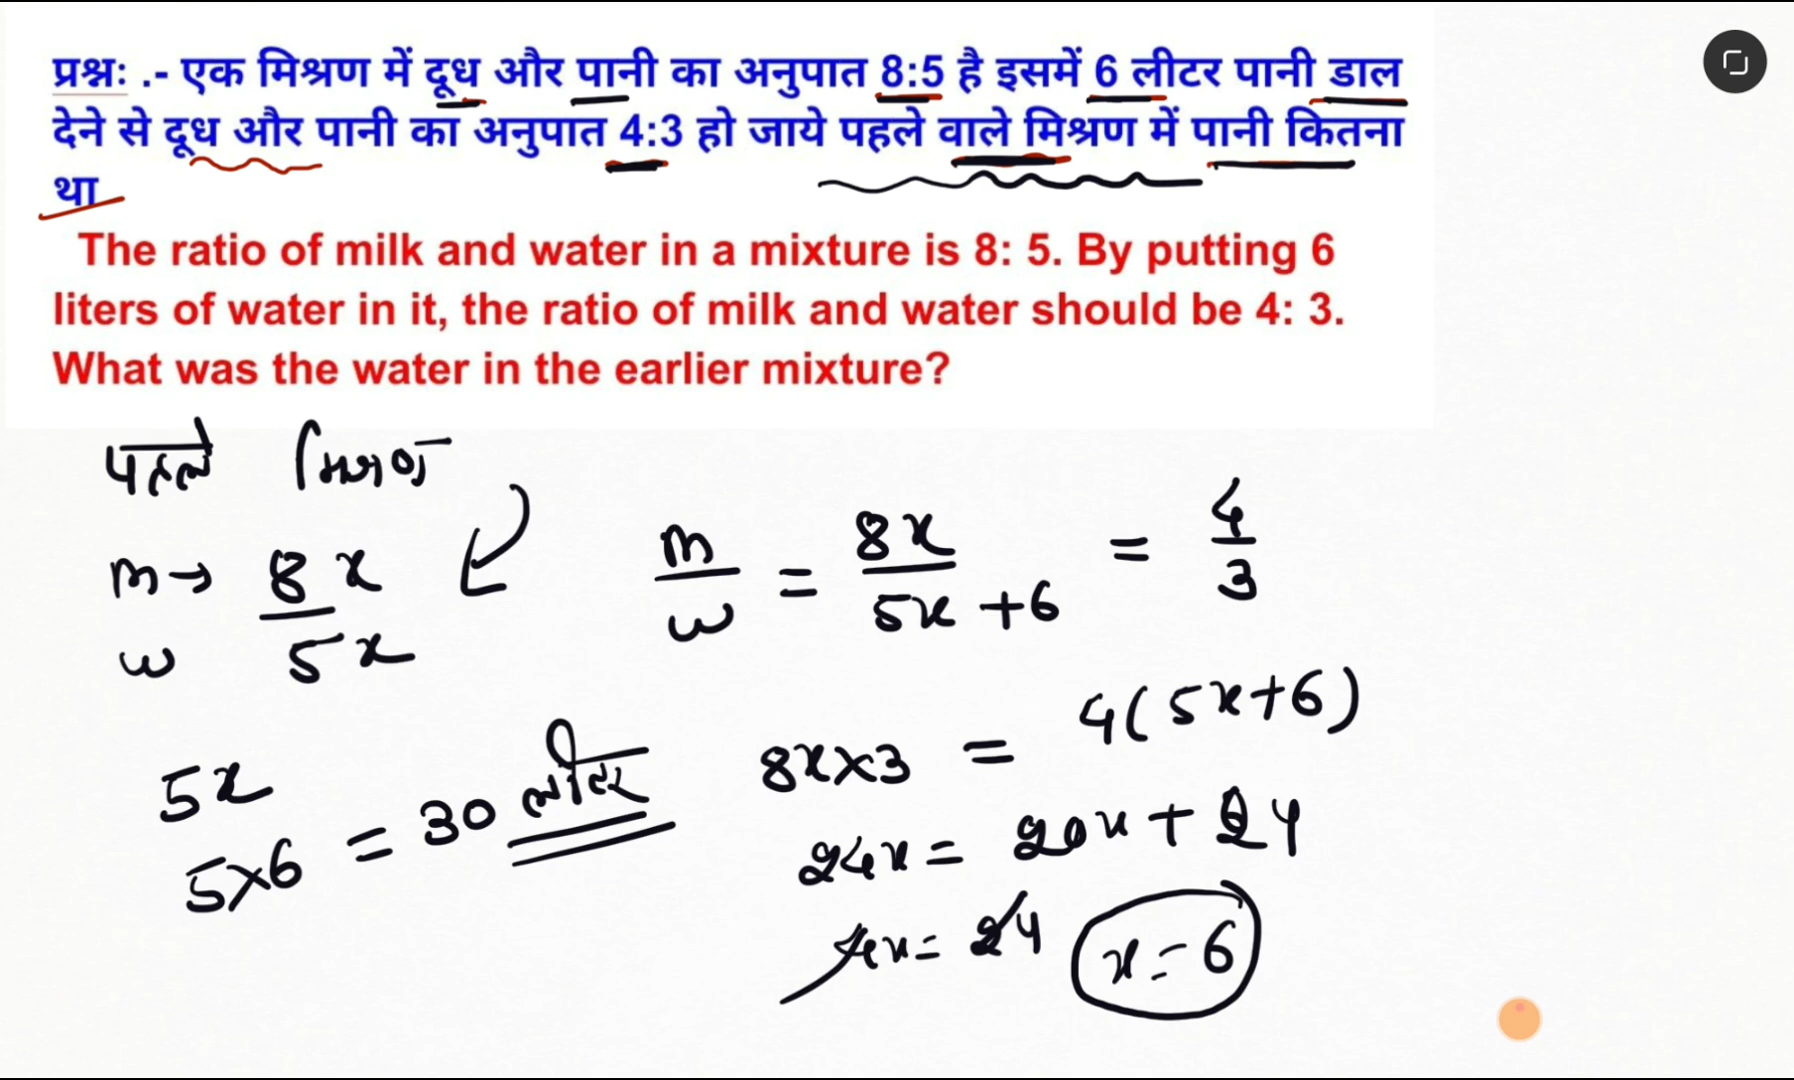 प्रश्नः .- एक मिश्रण में दूध और पानी का अनुपात 8:5 है इसमें 6 लीटर पानी डाल
देने से दूध और पानी का अनुपात 4:3 हो जाये पहले वाले मिश्रण में पानी कितना
था
The ratio of milk and water in a mixture is 8: 5. By putting 6
liters of water in it, the ratio of milk and water should be 4: 3.
What was the water in the earlier mixture?
पहले मिश्रण
m→ 8x
w 5x
m/w = 8x/5x+6 = 4/3
8x×3 = 4(5x+6)
24x = 20x + 24
4x = 24
x = 6
5x
5×6 = 30 लीटर